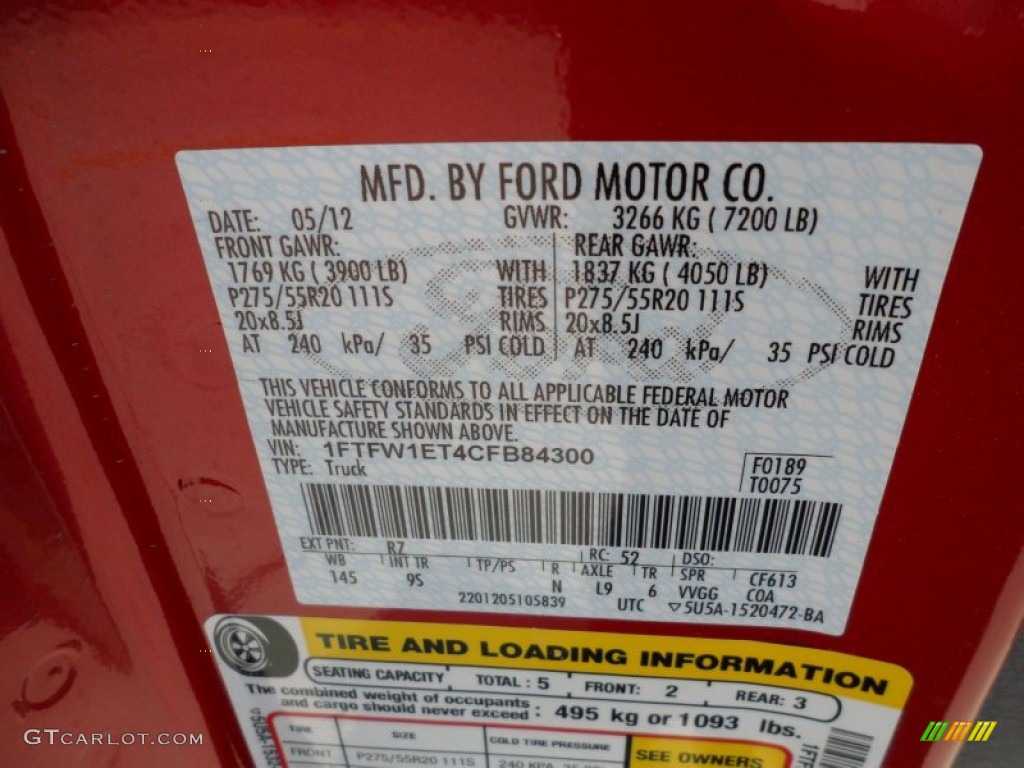 MFD. BY FORD MOTOR CO.
DATE: 05/12 GVWR: 3266 KG ( 7200 LB)
FRONT GAWR: REAR GAWR:
1769 KG ( 3900 LB) WITH 1837 KG ( 4050 LB) WITH
P275/55R20 111S TIRES P275/55R20 111S TIRES
20x8.5J RIMS 20x8.5J RIMS
AT 240 kPa/ 35 PSI COLD AT 240 kPa/ 35 PSI COLD
THIS VEHICLE CONFORMS TO ALL APPLICABLE FEDERAL MOTOR
VEHICLE SAFETY STANDARDS IN EFFECT ON THE DATE OF
MANUFACTURE SHOWN ABOVE.
VIN: 1FTFW1ET4CFB84300
TYPE: Truck
F0189
T0075
EXT PNT: RZ RC: 52 DSO:
WB INT TR TP/PS R AXLE TR SPR CF613
145 9S N L9 6 VVGG COA
2201205105839 UTC ▽5U5A-1520472-BA
TIRE AND LOADING INFORMATION
SEATING CAPACITY TOTAL : 5 FRONT: 2 REAR: 3
The combined weight of occupants
and cargo should never exceed : 495 kg or 1093 lbs.
TIRE SIZE COLD TIRE PRESSURE SEE OWNERS
FRONT P275/55R20 111S
GTCARLOT.COM